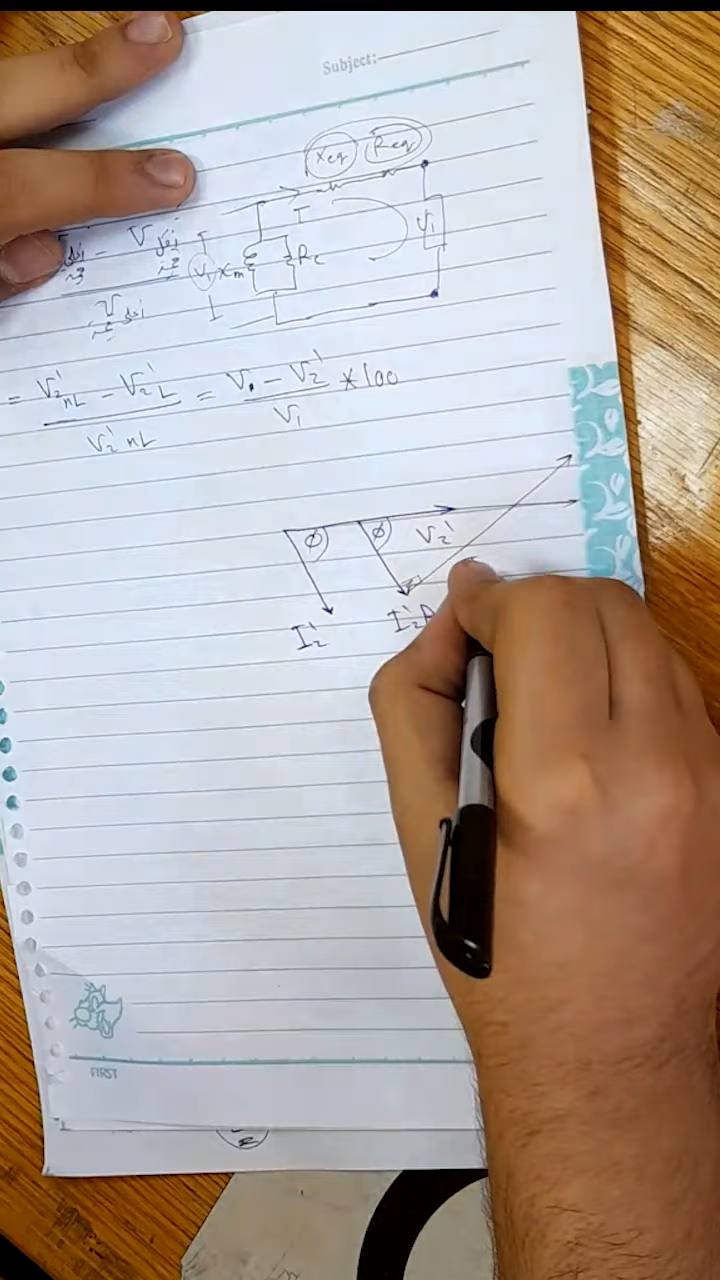 Subject:
Xeq Req
I
V1 Xm Rc V1
V
= V2'nL - V2'L = V1 - V2' * 100
V2'nL V1
ϕ ϕ V2'
I2' I2'R
FIRST